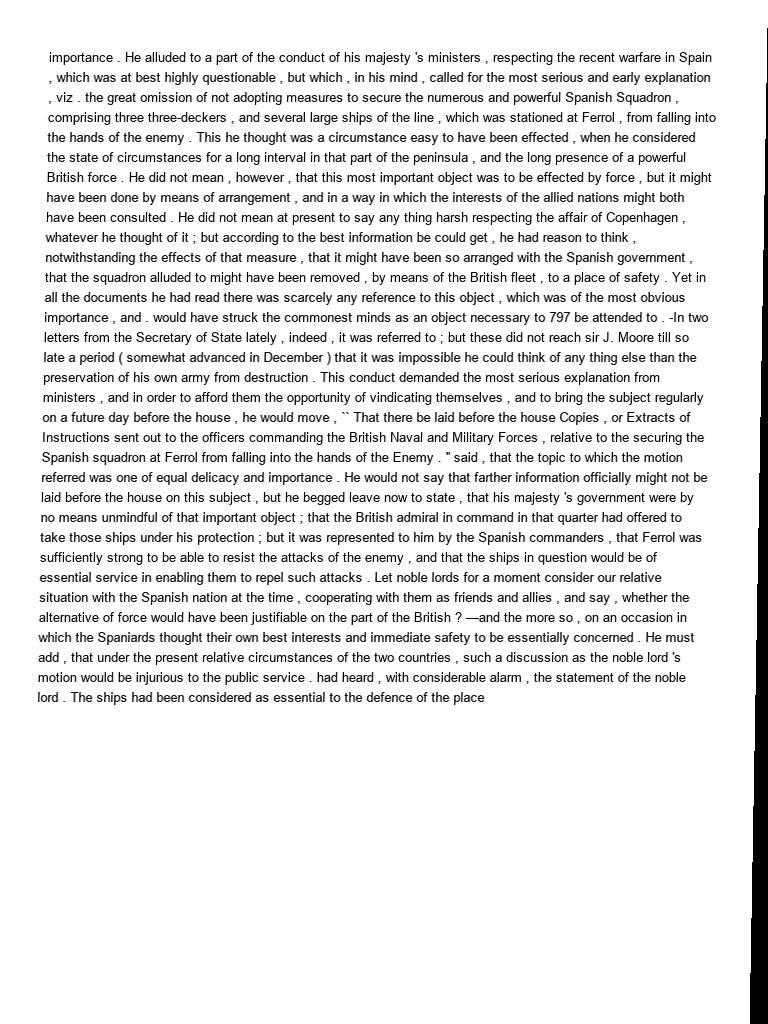 importance . He alluded to a part of the conduct of his majesty 's ministers , respecting the recent warfare in Spain
, which was at best highly questionable , but which , in his mind , called for the most serious and early explanation
, viz . the great omission of not adopting measures to secure the numerous and powerful Spanish Squadron ,
comprising three three-deckers , and several large ships of the line , which was stationed at Ferrol , from falling into
the hands of the enemy . This he thought was a circumstance easy to have been effected , when he considered
the state of circumstances for a long interval in that part of the peninsula , and the long presence of a powerful
British force . He did not mean , however , that this most important object was to be effected by force , but it might
have been done by means of arrangement , and in a way in which the interests of the allied nations might both
have been consulted . He did not mean at present to say any thing harsh respecting the affair of Copenhagen ,
whatever he thought of it ; but according to the best information be could get , he had reason to think ,
notwithstanding the effects of that measure , that it might have been so arranged with the Spanish government ,
that the squadron alluded to might have been removed , by means of the British fleet , to a place of safety . Yet in
all the documents he had read there was scarcely any reference to this object , which was of the most obvious
importance , and . would have struck the commonest minds as an object necessary to 797 be attended to . -In two
letters from the Secretary of State lately , indeed , it was referred to ; but these did not reach sir J. Moore till so
late a period ( somewhat advanced in December ) that it was impossible he could think of any thing else than the
preservation of his own army from destruction . This conduct demanded the most serious explanation from
ministers , and in order to afford them the opportunity of vindicating themselves , and to bring the subject regularly
on a future day before the house , he would move , `` That there be laid before the house Copies , or Extracts of
Instructions sent out to the officers commanding the British Naval and Military Forces , relative to the securing the
Spanish squadron at Ferrol from falling into the hands of the Enemy . " said , that the topic to which the motion
referred was one of equal delicacy and importance . He would not say that farther information officially might not be
laid before the house on this subject , but he begged leave now to state , that his majesty 's government were by
no means unmindful of that important object ; that the British admiral in command in that quarter had offered to
take those ships under his protection ; but it was represented to him by the Spanish commanders , that Ferrol was
sufficiently strong to be able to resist the attacks of the enemy , and that the ships in question would be of
essential service in enabling them to repel such attacks . Let noble lords for a moment consider our relative
situation with the Spanish nation at the time , cooperating with them as friends and allies , and say , whether the
alternative of force would have been justifiable on the part of the British ? —and the more so , on an occasion in
which the Spaniards thought their own best interests and immediate safety to be essentially concerned . He must
add , that under the present relative circumstances of the two countries , such a discussion as the noble lord 's
motion would be injurious to the public service . had heard , with considerable alarm , the statement of the noble
lord . The ships had been considered as essential to the defence of the place